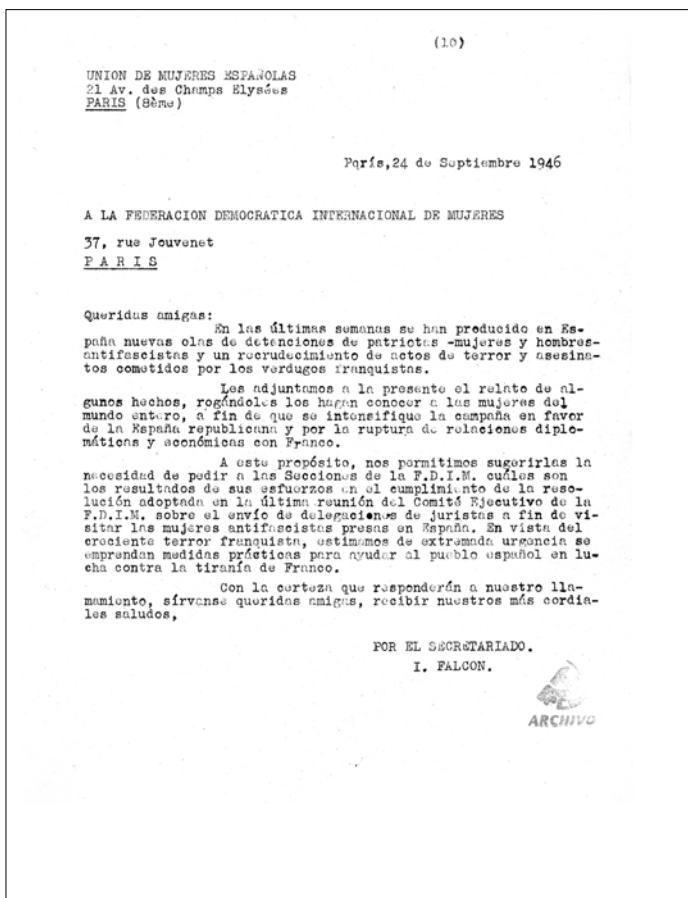 (10)
UNION DE MUJERES ESPAÑOLAS
21 Av. des Champs Elysées
PARIS (8ème)
Pqrís,24 de Septiembre 1946
A LA FEDERACION DEMOCRATICA INTERNACIONAL DE MUJERES
37, rue Jouvenet
P A R I S
Queridas amigas:
En las últimas semanas se han producido en Es-
paña nuevas olas de detenciones de patriotas -mujeres y hombres-
antifascistas y un recrudecimiento de actos de terror y asesina-
tos cometidos por los verdugos franquistas.
Les adjuntamos a la presente el relato de al-
gunos hechos, rogándoles los hagan conocer a las mujeres del
mundo entero, a fin de que se intensifique la campaña en favor
de la España republicana y por la ruptura de relaciones diplo-
máticas y económicas con Franco.
A este propósito, nos permitimos sugerirlas la
necesidad de pedir a las Secciones de la F.D.I.M. cuáles son
los resultados de sus esfuerzos en el cumplimiento de la reso-
lución adoptada en la última reunión del Comité Ejecutivo de la
F.D.I.M. sobre el envío de delegaciones de juristas a fin de vi-
sitar las mujeres antifascistas presas en España. En vista del
creciente terror franquista, estimamos de extremada urgencia se
emprendan medidas prácticas para ayudar al pueblo español en lu-
cha contra la tiranía de Franco.
Con la certeza que responderán a nuestro lla-
mamiento, sírvanse queridas amigas, recibir nuestros más cordia-
les saludos,
POR EL SECRETARIADO.
I. FALCON.
ARCHIVO